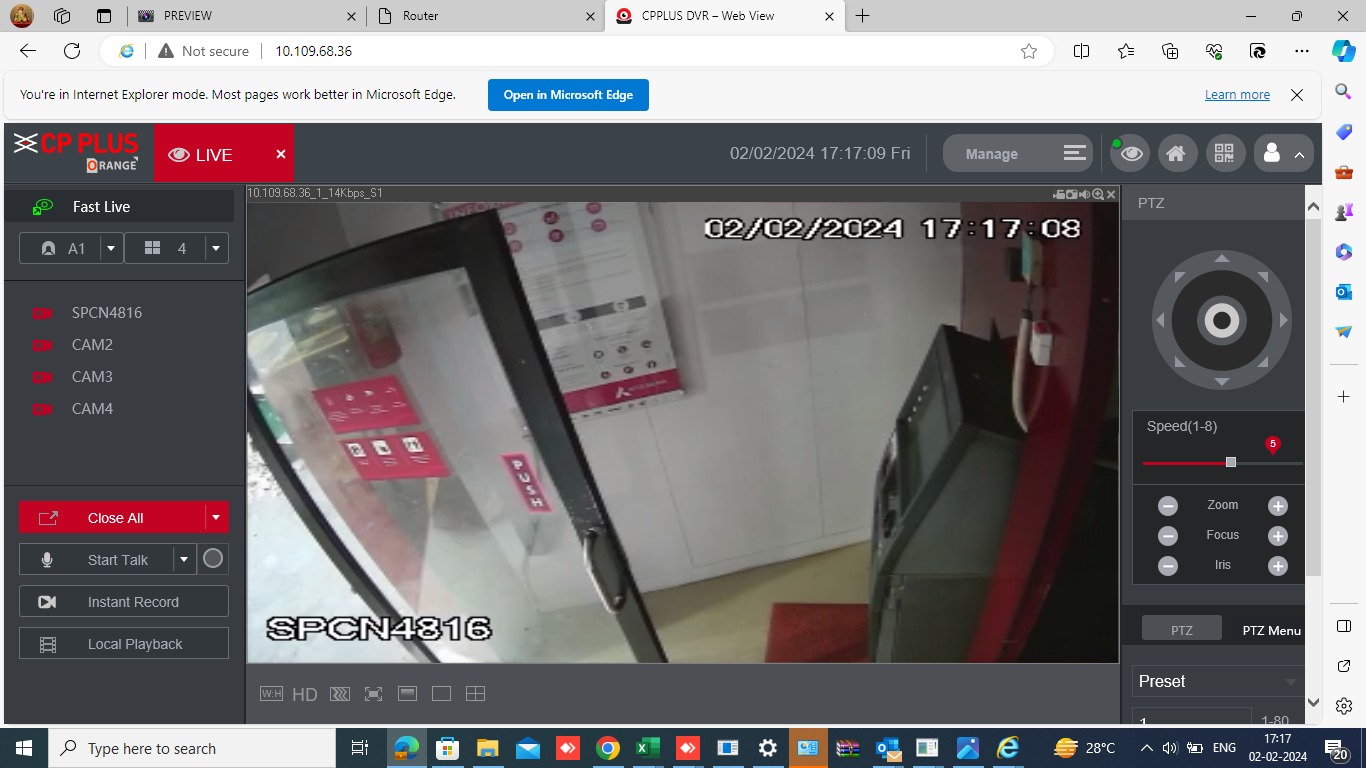 PREVIEW
Router
CPPLUS DVR – Web View
Not secure
10.109.68.36
You're in Internet Explorer mode. Most pages work better in Microsoft Edge.
Open in Microsoft Edge
Learn more
CP PLUS
ORANGE
LIVE
02/02/2024 17:17:09 Fri
Manage
Fast Live
A1
4
SPCN4816
CAM2
CAM3
CAM4
Close All
Start Talk
Instant Record
Local Playback
10.109.68.36_1_14Kbps_S1
02/02/2024 17:17:08
PUSH
SPCN4816
W:H
HD
PTZ
Speed(1-8)
5
Zoom
Focus
Iris
PTZ
PTZ Menu
Preset
1
1-80
Type here to search
28°C
ENG
17:17
02-02-2024
20